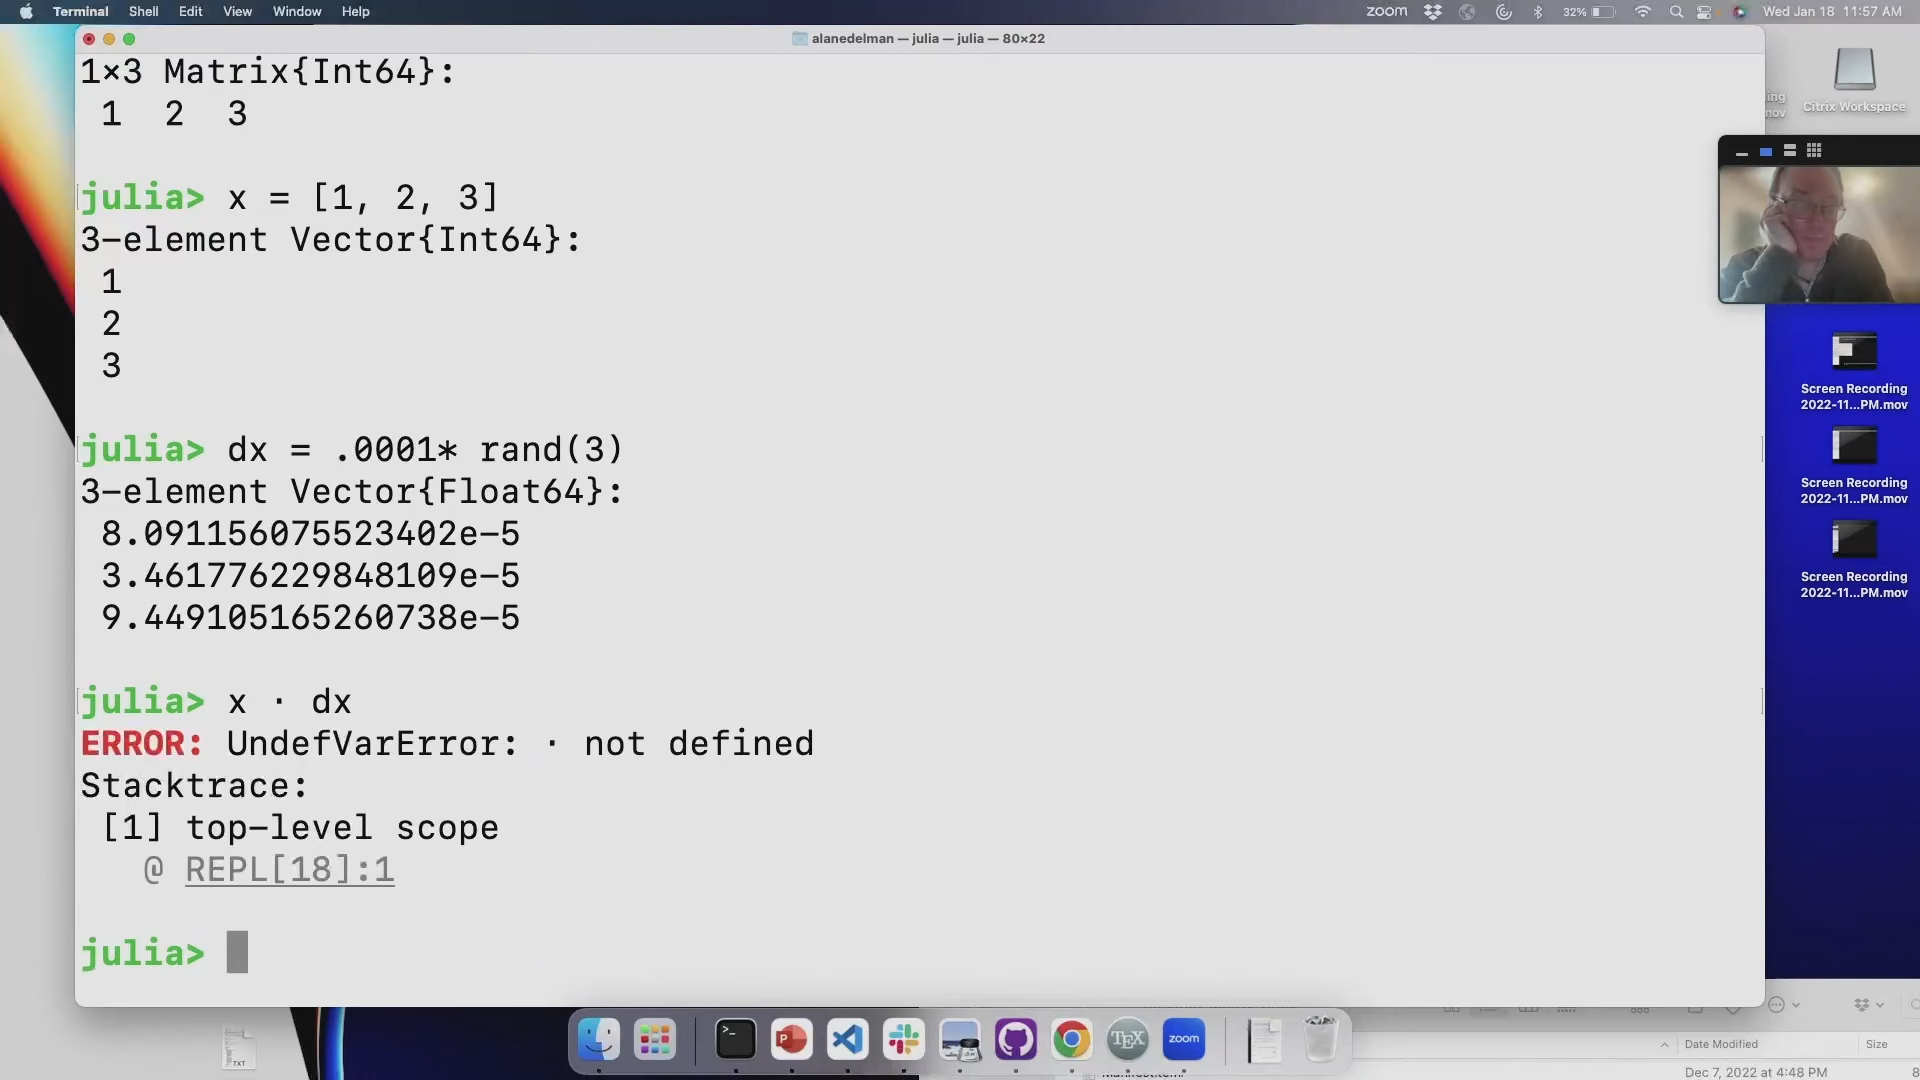 Terminal Shell Edit View Window Help zoom 32% Wed Jan 18 11:57 AM
alanedelman — julia — julia — 80×22
1×3 Matrix{Int64}:
1 2 3
julia> x = [1, 2, 3]
3-element Vector{Int64}:
1
2
3
julia> dx = .0001* rand(3)
3-element Vector{Float64}:
8.091156075523402e-5
3.461776229848109e-5
9.449105165260738e-5
julia> x ⋅ dx
ERROR: UndefVarError: ⋅ not defined
Stacktrace:
[1] top-level scope
@ REPL[18]:1
julia>
ing
mov
Citrix Workspace
Screen Recording
2022-11...PM.mov
Screen Recording
2022-11...PM.mov
Screen Recording
2022-11...PM.mov
TXT
TEX
zoom
Date Modified Size
Dec 7, 2022 at 4:48 PM 8